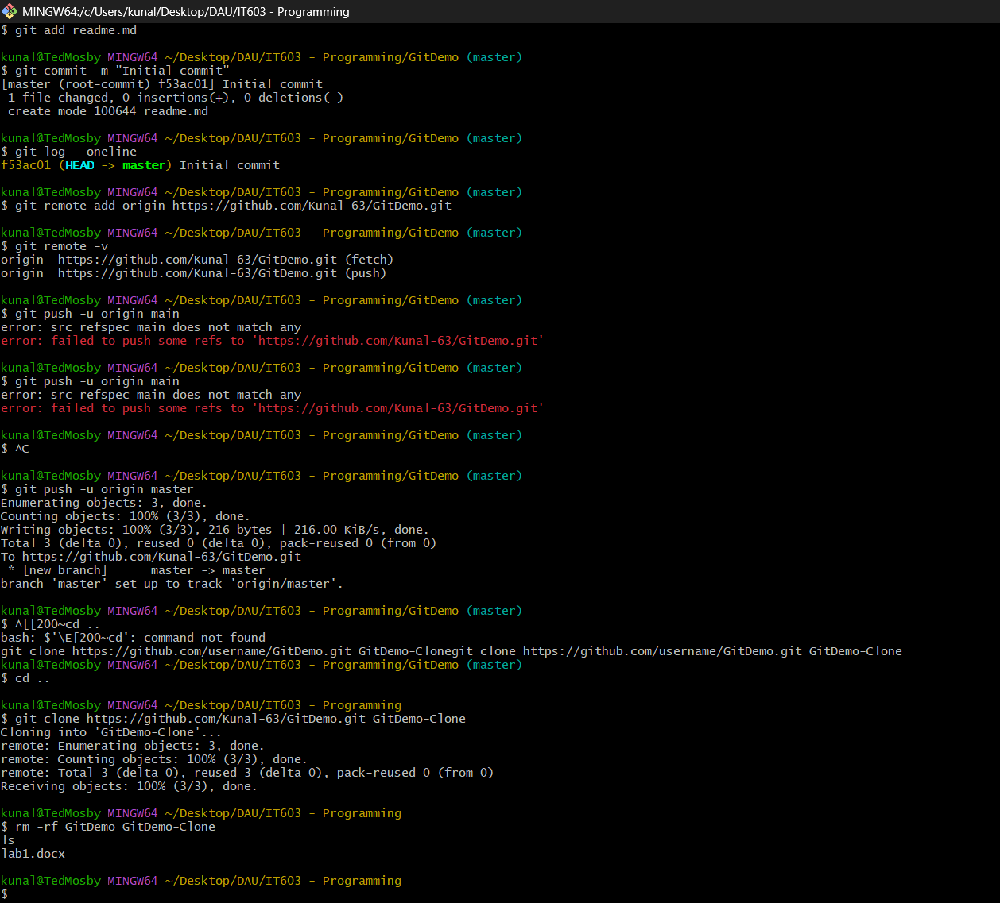 MINGW64:/c/Users/kunal/Desktop/DAU/IT603 - Programming
$ git add readme.md
kunal@TedMosby MINGW64 ~/Desktop/DAU/IT603 - Programming/GitDemo (master)
$ git commit -m "Initial commit"
[master (root-commit) f53ac01] Initial commit
1 file changed, 0 insertions(+), 0 deletions(-)
create mode 100644 readme.md
kunal@TedMosby MINGW64 ~/Desktop/DAU/IT603 - Programming/GitDemo (master)
$ git log --oneline
f53ac01 (HEAD -> master) Initial commit
kunal@TedMosby MINGW64 ~/Desktop/DAU/IT603 - Programming/GitDemo (master)
$ git remote add origin https://github.com/Kunal-63/GitDemo.git
kunal@TedMosby MINGW64 ~/Desktop/DAU/IT603 - Programming/GitDemo (master)
$ git remote -v
origin  https://github.com/Kunal-63/GitDemo.git (fetch)
origin  https://github.com/Kunal-63/GitDemo.git (push)
kunal@TedMosby MINGW64 ~/Desktop/DAU/IT603 - Programming/GitDemo (master)
$ git push -u origin main
error: src refspec main does not match any
error: failed to push some refs to 'https://github.com/Kunal-63/GitDemo.git'
kunal@TedMosby MINGW64 ~/Desktop/DAU/IT603 - Programming/GitDemo (master)
$ git push -u origin main
error: src refspec main does not match any
error: failed to push some refs to 'https://github.com/Kunal-63/GitDemo.git'
kunal@TedMosby MINGW64 ~/Desktop/DAU/IT603 - Programming/GitDemo (master)
$ ^C
kunal@TedMosby MINGW64 ~/Desktop/DAU/IT603 - Programming/GitDemo (master)
$ git push -u origin master
Enumerating objects: 3, done.
Counting objects: 100% (3/3), done.
Writing objects: 100% (3/3), 216 bytes | 216.00 KiB/s, done.
Total 3 (delta 0), reused 0 (delta 0), pack-reused 0 (from 0)
To https://github.com/Kunal-63/GitDemo.git
* [new branch]      master -> master
branch 'master' set up to track 'origin/master'.
kunal@TedMosby MINGW64 ~/Desktop/DAU/IT603 - Programming/GitDemo (master)
$ ^[[200~cd ..
bash: $'\E[200~cd': command not found
git clone https://github.com/username/GitDemo.git GitDemo-Clonegit clone https://github.com/username/GitDemo.git GitDemo-Clone
kunal@TedMosby MINGW64 ~/Desktop/DAU/IT603 - Programming/GitDemo (master)
$ cd ..
kunal@TedMosby MINGW64 ~/Desktop/DAU/IT603 - Programming
$ git clone https://github.com/Kunal-63/GitDemo.git GitDemo-Clone
Cloning into 'GitDemo-Clone'...
remote: Enumerating objects: 3, done.
remote: Counting objects: 100% (3/3), done.
remote: Total 3 (delta 0), reused 3 (delta 0), pack-reused 0 (from 0)
Receiving objects: 100% (3/3), done.
kunal@TedMosby MINGW64 ~/Desktop/DAU/IT603 - Programming
$ rm -rf GitDemo GitDemo-Clone
ls
lab1.docx
kunal@TedMosby MINGW64 ~/Desktop/DAU/IT603 - Programming
$